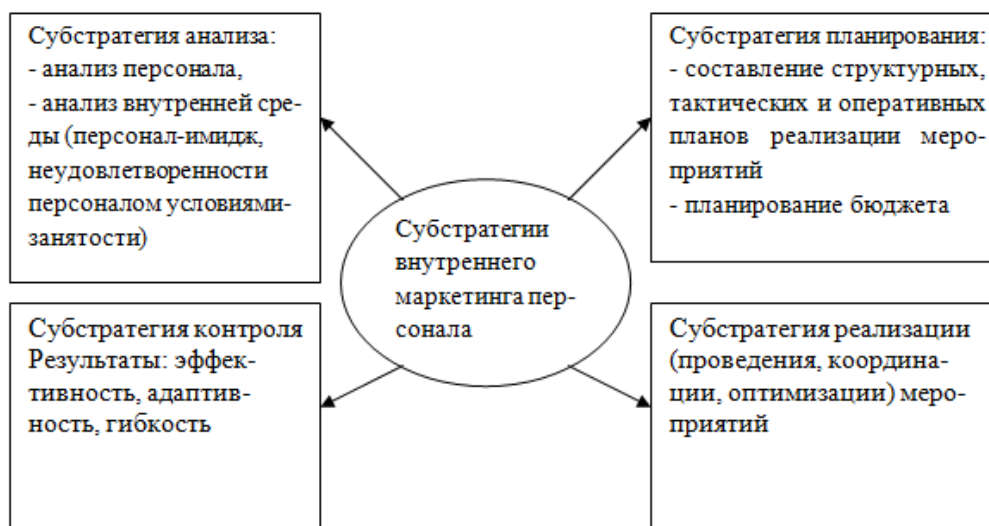 Субстратегия анализа:
- анализ персонала,
- анализ внутренней сре-
ды (персонал-имидж,
неудовлетворенности
персоналом условиями-
занятости)
Субстратегия планирования:
- составление структурных,
тактических и оперативных
планов реализации меро-
приятий
- планирование бюджета
Субстратегии
внутреннего
маркетинга пер-
сонала
Субстратегия контроля
Результаты: эффек-
тивность, адаптив-
ность, гибкость
Субстратегия реализации
(проведения, координа-
ции, оптимизации) меро-
приятий